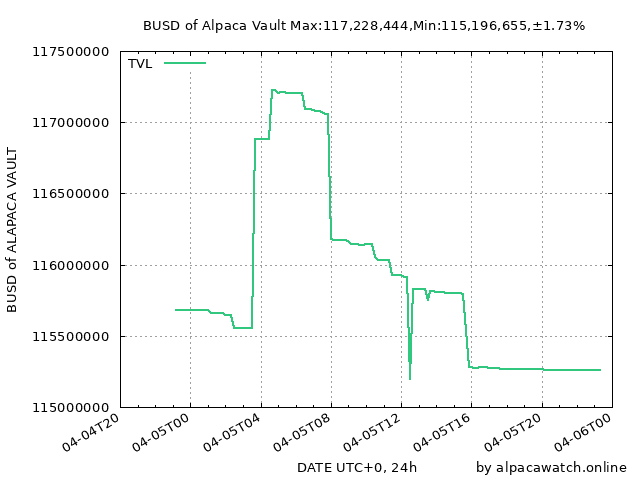 BUSD of Alpaca Vault Max:117,228,444,Min:115,196,655,±1.73%
TVL
117500000
117000000
116500000
116000000
115500000
115000000
BUSD of ALAPACA VAULT
04-04T20
04-05T00
04-05T04
04-05T08
04-05T12
04-05T16
04-05T20
04-06T00
DATE UTC+0, 24h
by alpacawatch.online